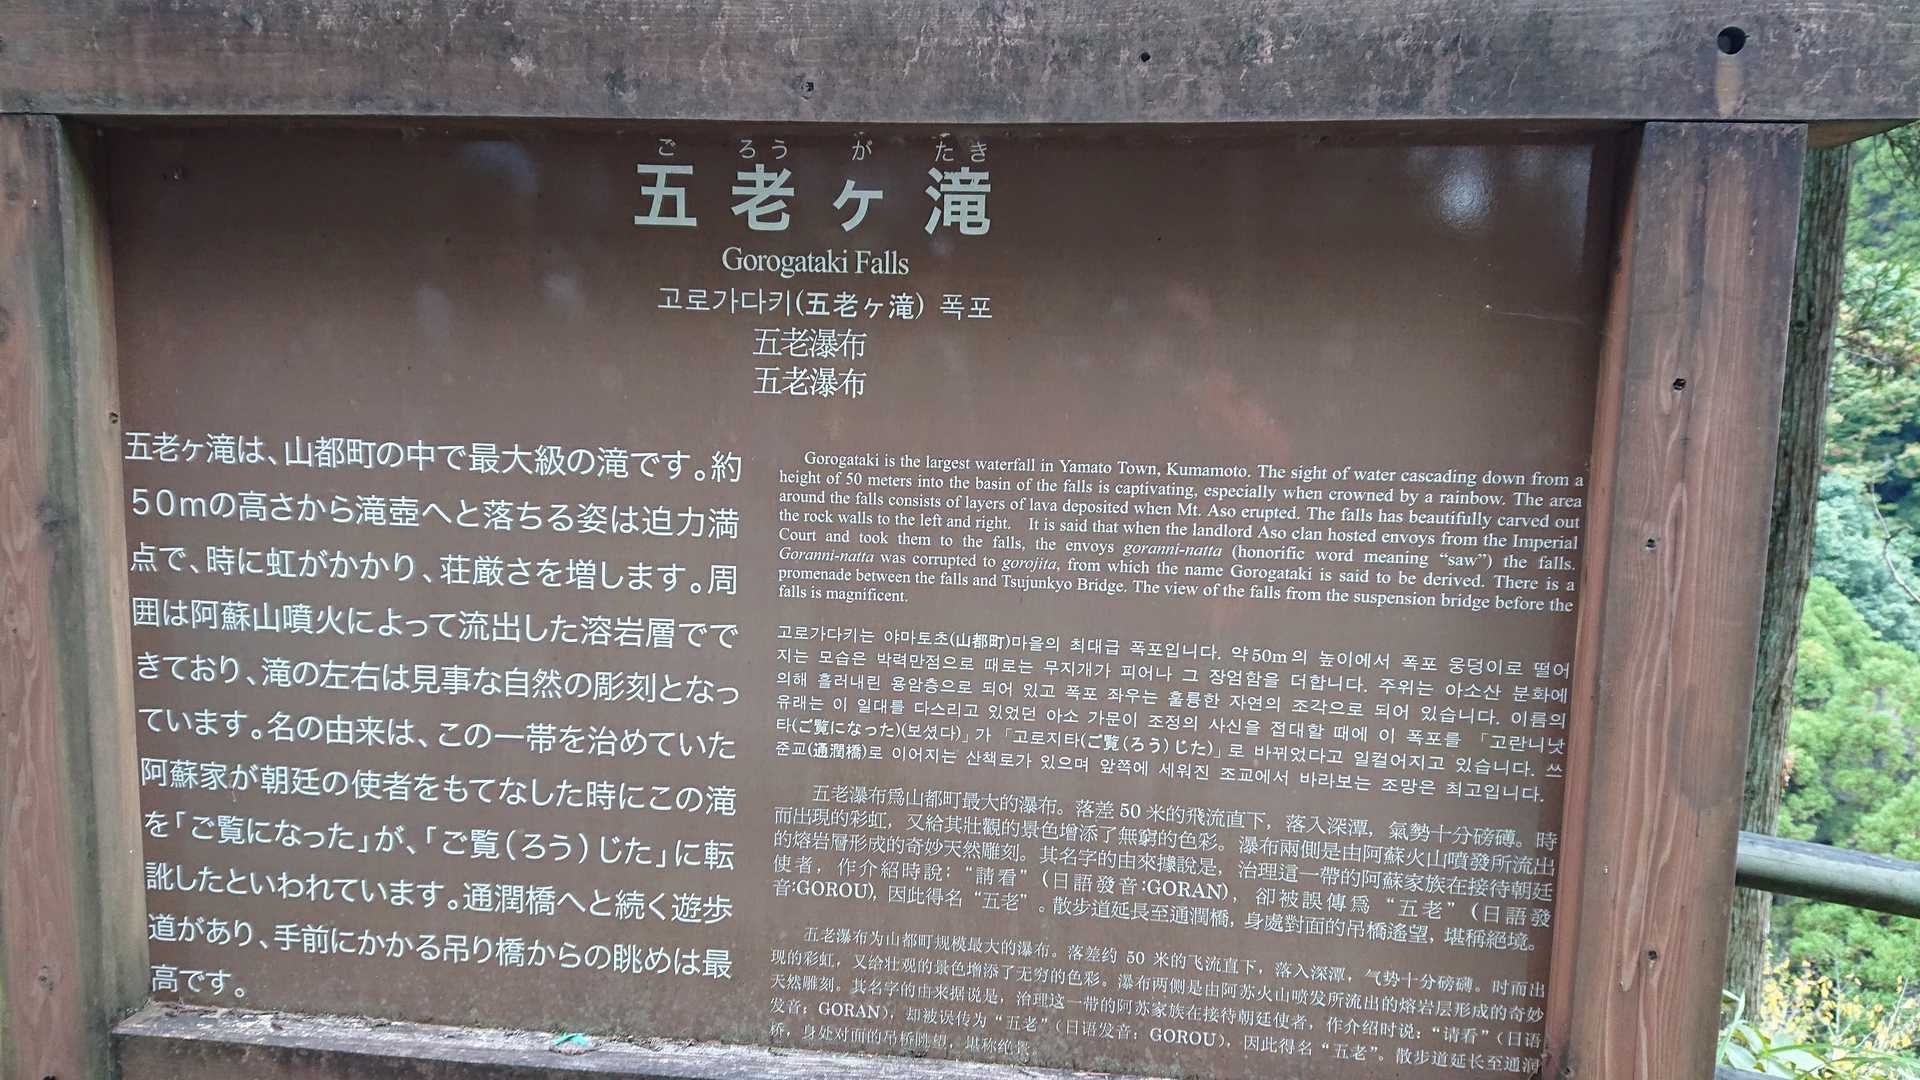 ごろうがたき
五老ヶ滝
Gorogataki Falls
고로가다키(五老ヶ滝) 폭포
五老瀑布
五老瀑布
五老ヶ滝は、山都町の中で最大級の滝です。約
50mの高さから滝壺へと落ちる姿は迫力満
点で、時に虹がかかり、荘厳さを増します。周
囲は阿蘇山噴火によって流出した溶岩層でで
きており、滝の左右は見事な自然の彫刻となっ
ています。名の由来は、この一帯を治めていた
阿蘇家が朝廷の使者をもてなした時にこの滝
を「ご覧になった」が、「ご覧(ろう)じた」に転
訛したといわれています。通潤橋へと続く遊歩
道があり、手前にかかる吊り橋からの眺めは最
高です。
Gorogataki is the largest waterfall in Yamato Town, Kumamoto. The sight of water cascading down from a
height of 50 meters into the basin of the falls is captivating, especially when crowned by a rainbow. The area
around the falls consists of layers of lava deposited when Mt. Aso erupted. The falls has beautifully carved out
the rock walls to the left and right. It is said that when the landlord Aso clan hosted envoys from the Imperial
Court and took them to the falls, the envoys goranni-natta (honorific word meaning “saw”) the falls.
Goranni-natta was corrupted to gorojita, from which the name Gorogataki is said to be derived. There is a
promenade between the falls and Tsujunkyo Bridge. The view of the falls from the suspension bridge before the
falls is magnificent.
고로가다키는 야마토초(山都町)마을의 최대급 폭포입니다. 약50m의 높이에서 폭포 웅덩이로 떨어
지는 모습은 박력만점으로 때로는 무지개가 피어나 그 장엄함을 더합니다. 주위는 아소산 분화에
의해 흘러내린 용암층으로 되어 있고 폭포 좌우는 훌륭한 자연의 조각으로 되어 있습니다. 이름의
유래는 이 일대를 다스리고 있었던 아소 가문이 조정의 사신을 접대할 때에 이 폭포를 「고란니낫
타(ご覧になった)(보셨다)」가 「고로지타(ご覧(ろう)じた)」로 바뀌었다고 일컬어지고 있습니다. 쓰
준교(通潤橋)로 이어지는 산책로가 있으며 앞쪽에 세워진 조교에서 바라보는 조망은 최고입니다.
五老瀑布爲山都町最大的瀑布。落差 50 米的飛流直下，落入深潭，氣勢十分磅礴。時
而出現的彩虹，又給其壯觀的景色增添了無窮的色彩。瀑布兩側是由阿蘇火山噴發所流出
的熔岩層形成的奇妙天然雕刻。其名字的由來據說是，治理這一帶的阿蘇家族在接待朝廷
使者，作介紹時說：“請看”（日語發音:GORAN），卻被誤傳爲“五老”（日語發
音:GOROU），因此得名“五老”。散步道延長至通潤橋，身處對面的吊橋遙望，堪稱絕境。
五老瀑布为山都町规模最大的瀑布。落差约 50 米的飞流直下，落入深潭，气势十分磅礴。时而出
现的彩虹，又给壮观的景色增添了无穷的色彩。瀑布两侧是由阿苏火山喷发所流出的熔岩层形成的奇妙
天然雕刻。其名字的由来据说是，治理这一带的阿苏家族在接待朝廷使者，作介绍时说：“请看”（日语
发音：GORAN），却被误传为“五老”（日语发音：GOROU），因此得名“五老”。散步道延长至通润
桥，身处对面的吊桥眺望，堪称绝景。